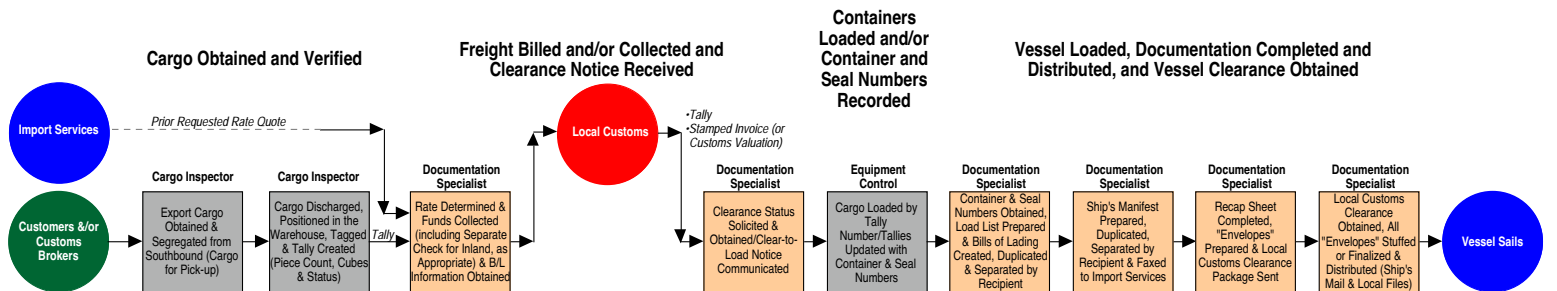 Cargo Obtained and Verified
Freight Billed and/or Collected and
Clearance Notice Received
Containers
Loaded and/or
Container and
Seal Numbers
Recorded
Vessel Loaded, Documentation Completed and
Distributed, and Vessel Clearance Obtained
Import Services
Prior Requested Rate Quote
Local Customs
•Tally
•Stamped Invoice (or
Customs Valuation)
Customers &/or
Customs
Brokers
Cargo Inspector
Export Cargo
Obtained &
Segregated from
Southbound (Cargo
for Pick-up)
Cargo Inspector
Cargo Discharged,
Positioned in the
Warehouse, Tagged
& Tally Created
(Piece Count, Cubes
& Status)
Tally
Documentation
Specialist
Rate Determined &
Funds Collected
(including Separate
Check for Inland, as
Appropriate) & B/L
Information Obtained
Documentation
Specialist
Clearance Status
Solicited &
Obtained/Clear-to-
Load Notice
Communicated
Equipment
Control
Cargo Loaded by
Tally
Number/Tallies
Updated with
Container & Seal
Numbers
Documentation
Specialist
Container & Seal
Numbers Obtained,
Load List Prepared
& Bills of Lading
Created, Duplicated
& Separated by
Recipient
Documentation
Specialist
Ship's Manifest
Prepared,
Duplicated,
Separated by
Recipient & Faxed
to Import Services
Documentation
Specialist
Recap Sheet
Completed,
"Envelopes"
Prepared & Local
Customs Clearance
Package Sent
Documentation
Specialist
Local Customs
Clearance
Obtained, All
"Envelopes" Stuffed
or Finalized &
Distributed (Ship's
Mail & Local Files)
Vessel Sails